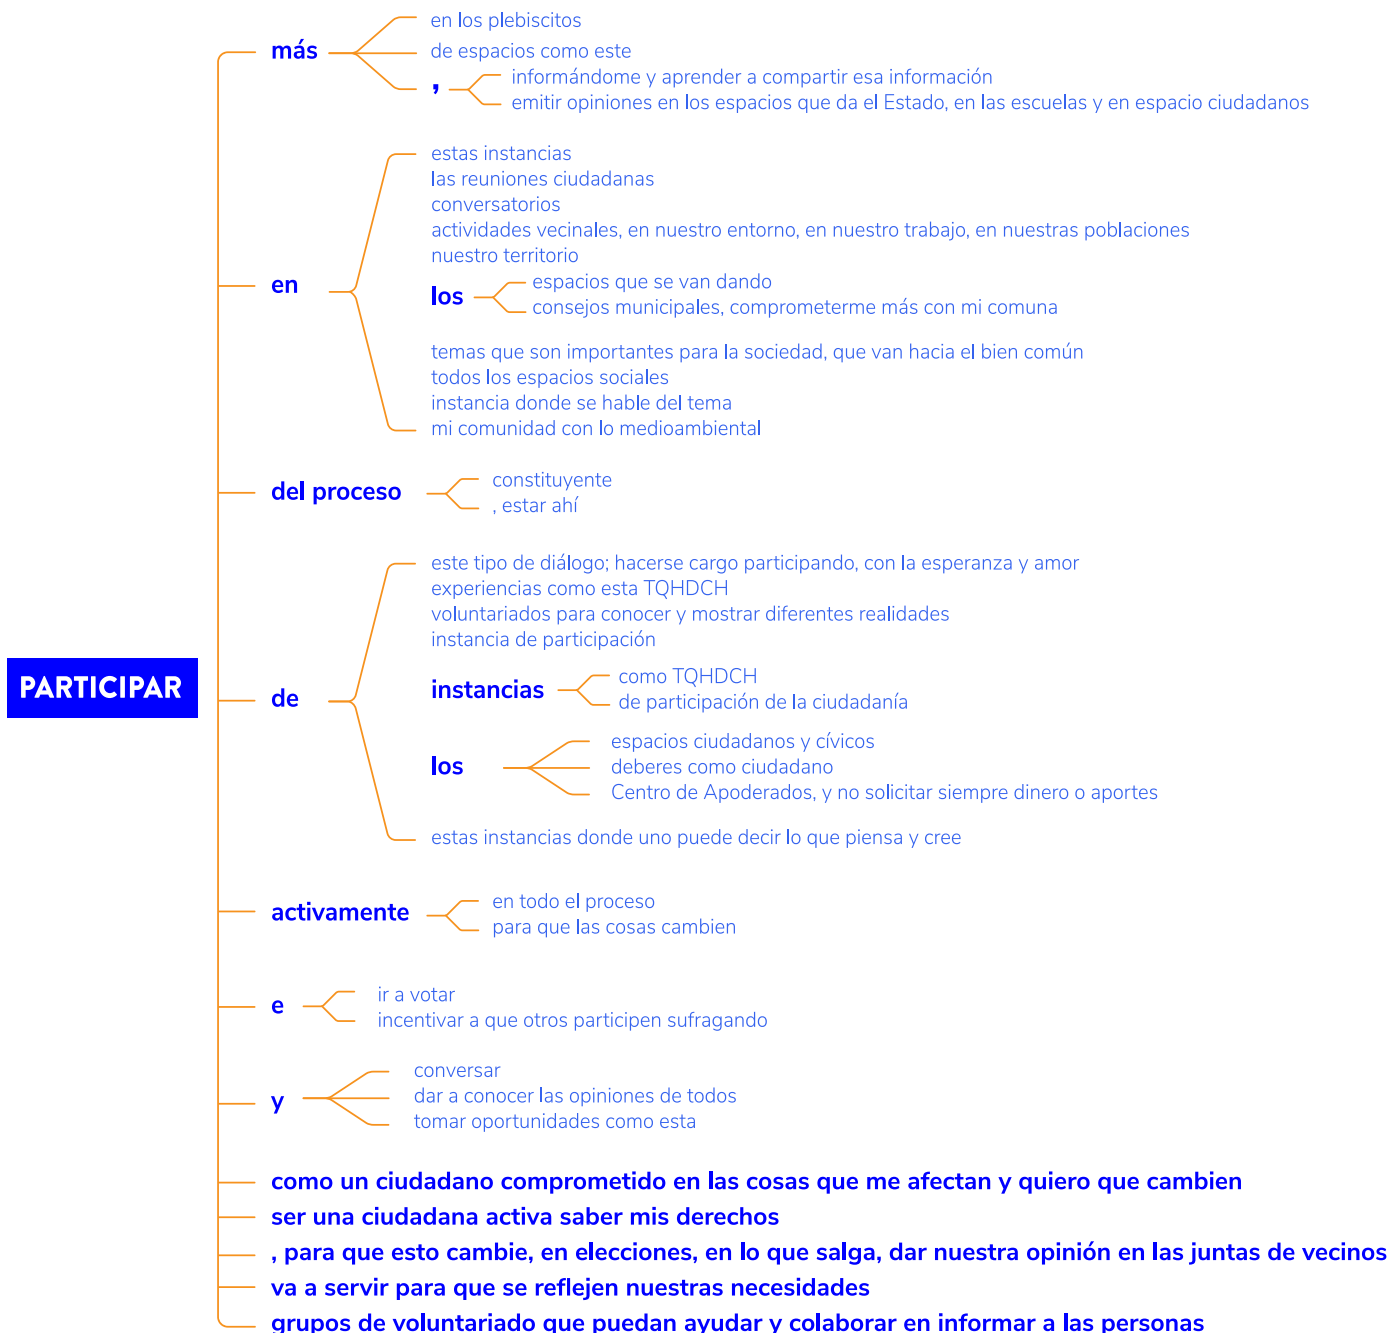 en los plebiscitos
más
de espacios como este
informándome y aprender a compartir esa información
,
emitir opiniones en los espacios que da el Estado, en las escuelas y en espacio ciudadanos
estas instancias
las reuniones ciudadanas
conversatorios
actividades vecinales, en nuestro entorno, en nuestro trabajo, en nuestras poblaciones
nuestro territorio
en
espacios que se van dando
los
consejos municipales, comprometerme más con mi comuna
temas que son importantes para la sociedad, que van hacia el bien común
todos los espacios sociales
instancia donde se hable del tema
mi comunidad con lo medioambiental
del proceso
constituyente
, estar ahí
este tipo de diálogo; hacerse cargo participando, con la esperanza y amor
experiencias como esta TQHDCH
voluntariados para conocer y mostrar diferentes realidades
instancia de participación
PARTICIPAR
de
instancias
como TQHDCH
de participación de la ciudadanía
los
espacios ciudadanos y cívicos
deberes como ciudadano
Centro de Apoderados, y no solicitar siempre dinero o aportes
estas instancias donde uno puede decir lo que piensa y cree
activamente
en todo el proceso
para que las cosas cambien
e
ir a votar
incentivar a que otros participen sufragando
y
conversar
dar a conocer las opiniones de todos
tomar oportunidades como esta
como un ciudadano comprometido en las cosas que me afectan y quiero que cambien
ser una ciudadana activa saber mis derechos
, para que esto cambie, en elecciones, en lo que salga, dar nuestra opinión en las juntas de vecinos
va a servir para que se reflejen nuestras necesidades
grupos de voluntariado que puedan ayudar y colaborar en informar a las personas